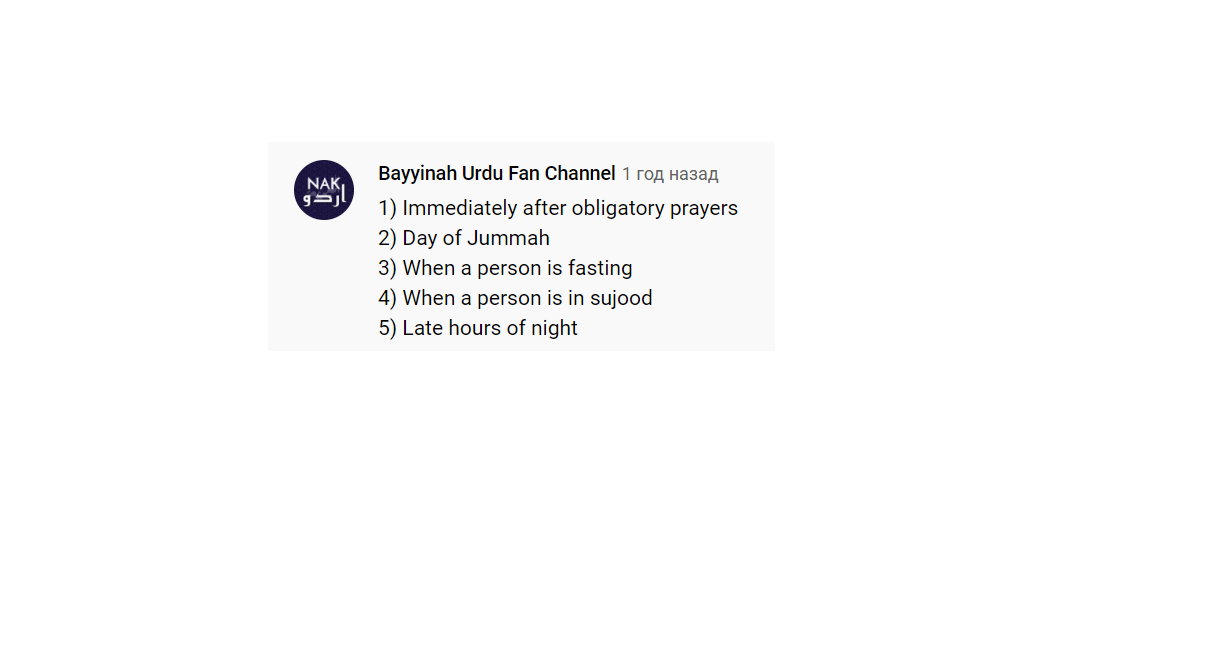 NAK
اردو
Bayyinah Urdu Fan Channel 1 год назад
1) Immediately after obligatory prayers
2) Day of Jummah
3) When a person is fasting
4) When a person is in sujood
5) Late hours of night